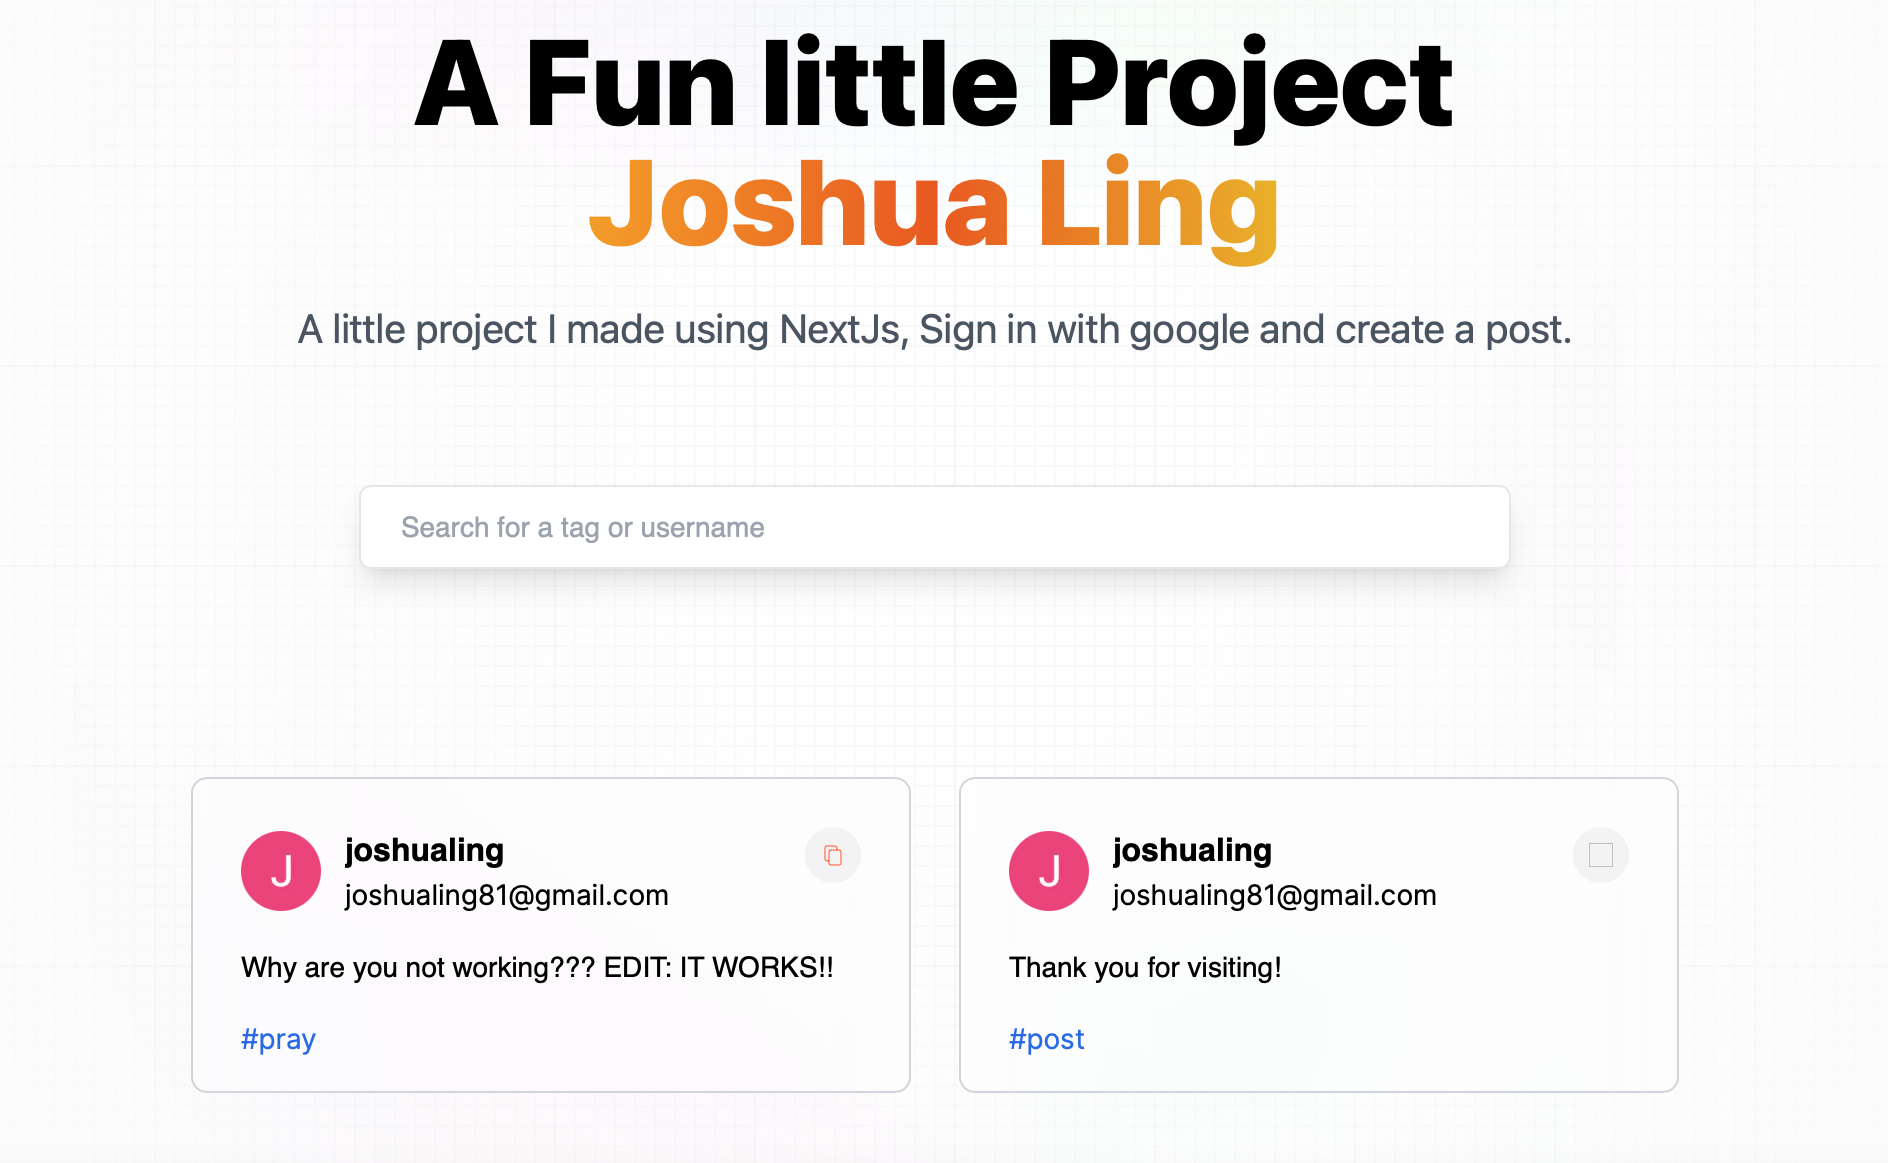 A Fun little Project
Joshua Ling
A little project I made using NextJs, Sign in with google and create a post.
Search for a tag or username
J
joshualing
joshualing81@gmail.com
Why are you not working??? EDIT: IT WORKS!!
#pray
J
joshualing
joshualing81@gmail.com
Thank you for visiting!
#post